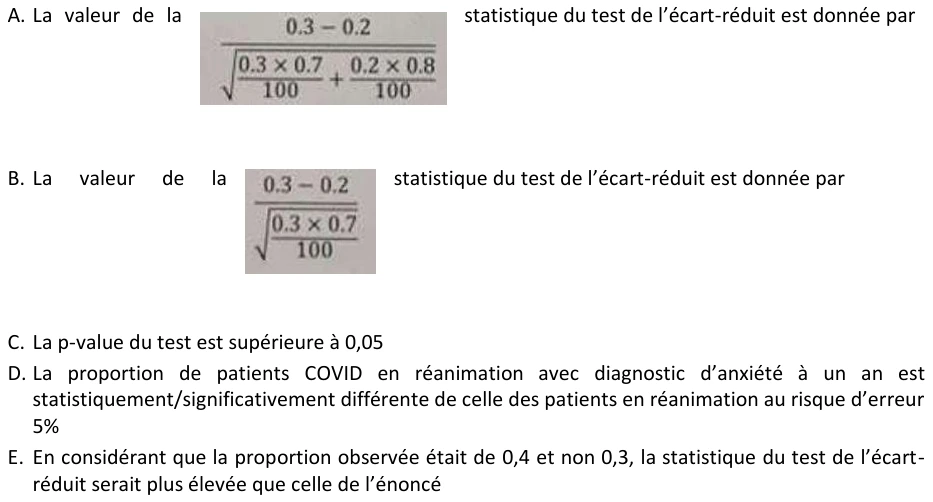 A. La valeur de la 0.3 − 0.2 / √(0.3 × 0.7 / 100 + 0.2 × 0.8 / 100) statistique du test de l’écart-réduit est donnée par
B. La valeur de la 0.3 − 0.2 / √(0.3 × 0.7 / 100) statistique du test de l’écart-réduit est donnée par
C. La p-value du test est supérieure à 0,05
D. La proportion de patients COVID en réanimation avec diagnostic d’anxiété à un an est
statistiquement/significativement différente de celle des patients en réanimation au risque d’erreur
5%
E. En considérant que la proportion observée était de 0,4 et non 0,3, la statistique du test de l’écart-
réduit serait plus élevée que celle de l’énoncé